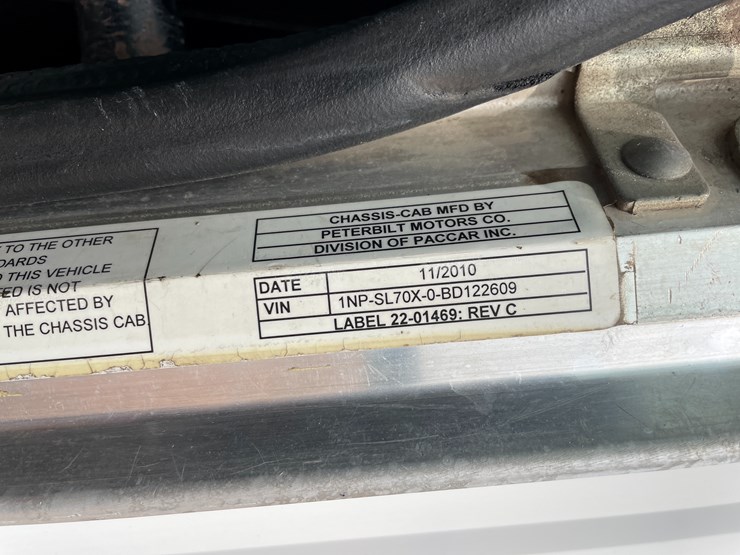 TO THE OTHER
DARDS
THIS VEHICLE
ED IS NOT
AFFECTED BY
THE CHASSIS CAB
CHASSIS-CAB MFD BY
PETERBILT MOTORS CO.
DIVISION OF PACCAR INC.
DATE 11/2010
VIN 1NP-SL70X-0-BD122609
LABEL 22-01469: REV C